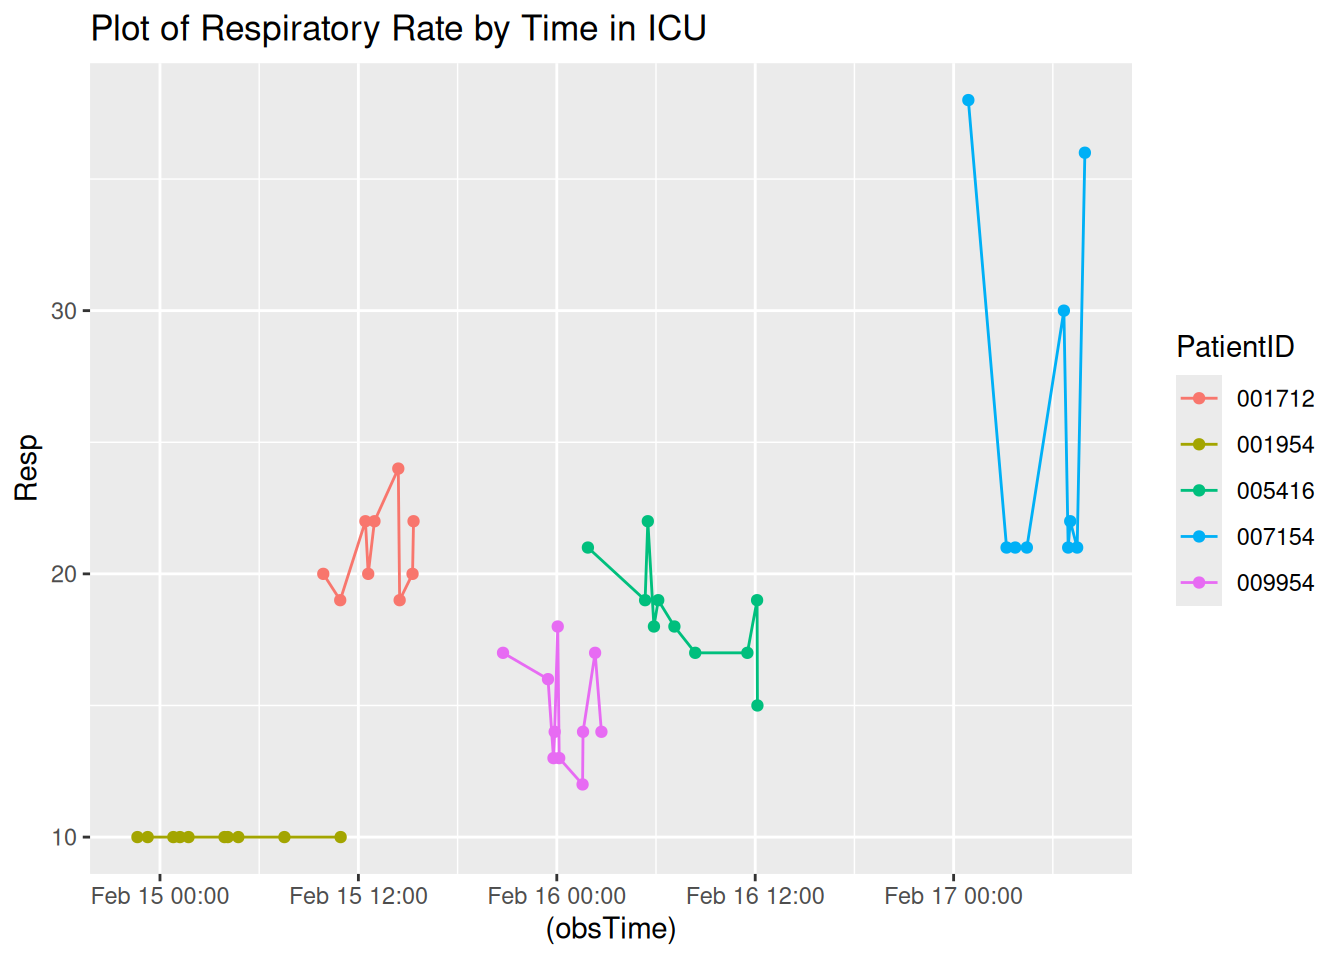 Plot of Respiratory Rate by Time in ICU
Resp
30
20
10
Feb 15 00:00
Feb 15 12:00
Feb 16 00:00
Feb 16 12:00
Feb 17 00:00
(obsTime)
PatientID
001712
001954
005416
007154
009954